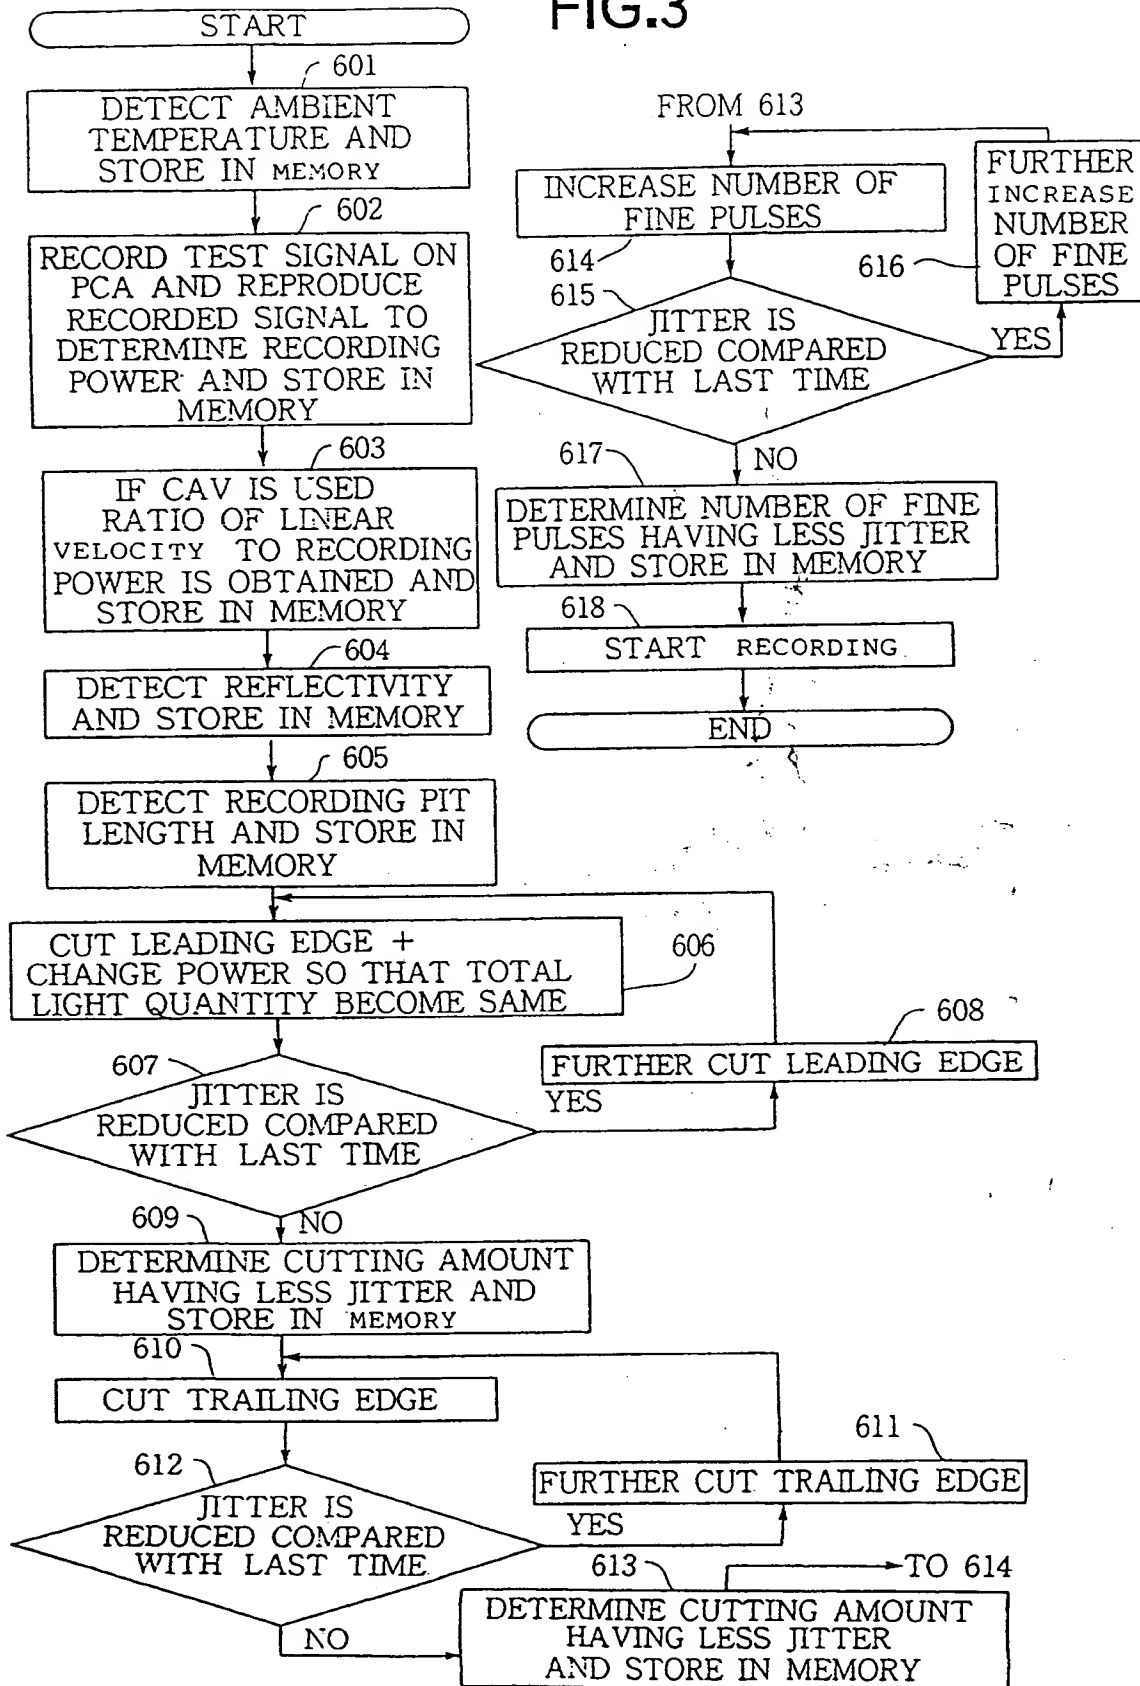 FIG.3
START
601
DETECT AMBIENT
TEMPERATURE AND
STORE IN MEMORY
602
RECORD TEST SIGNAL ON
PCA AND REPRODUCE
RECORDED SIGNAL TO
DETERMINE RECORDING
POWER AND STORE IN
MEMORY
603
IF CAV IS USED
RATIO OF LINEAR
VELOCITY TO RECORDING
POWER IS OBTAINED AND
STORE IN MEMORY
604
DETECT REFLECTIVITY
AND STORE IN MEMORY
605
DETECT RECORDING PIT
LENGTH AND STORE IN
MEMORY
CUT LEADING EDGE +
CHANGE POWER SO THAT TOTAL
LIGHT QUANTITY BECOME SAME
606
607
JITTER IS
REDUCED COMPARED
WITH LAST TIME
YES
608
FURTHER CUT LEADING EDGE
NO
609
DETERMINE CUTTING AMOUNT
HAVING LESS JITTER AND
STORE IN MEMORY
610
CUT TRAILING EDGE
611
FURTHER CUT TRAILING EDGE
612
JITTER IS
REDUCED COMPARED
WITH LAST TIME
YES
NO
613
TO 614
DETERMINE CUTTING AMOUNT
HAVING LESS JITTER
AND STORE IN MEMORY
FROM 613
INCREASE NUMBER OF
FINE PULSES
614
615
JITTER IS
REDUCED COMPARED
WITH LAST TIME
YES
616
FURTHER
INCREASE
NUMBER
OF FINE
PULSES
NO
617
DETERMINE NUMBER OF FINE
PULSES HAVING LESS JITTER
AND STORE IN MEMORY
618
START RECORDING
END